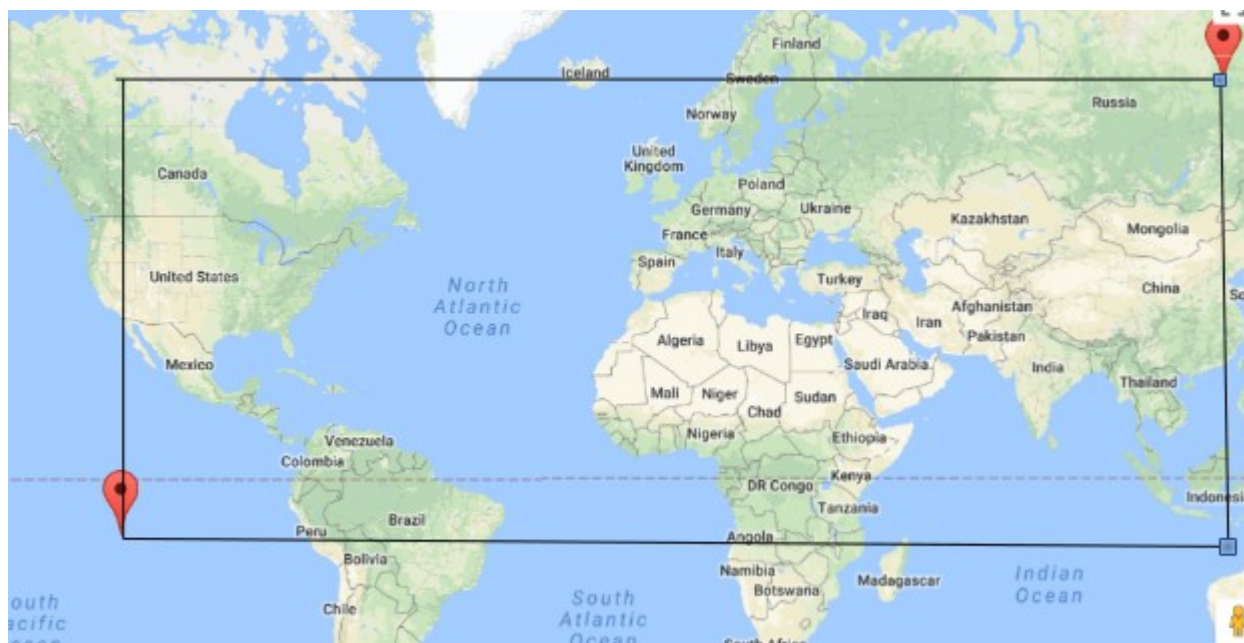 Finland
Iceland
Sweden
Russia
Norway
United
Kingdom
Canada
Poland
Germany
Ukraine
Kazakhstan
France
Mongolia
Italy
Spain
United States
Turkey
North
Atlantic
Ocean
China
Afghanistan
Iraq
Iran
Pakistan
Algeria
Libya
Egypt
Mexico
Saudi Arabia
India
Thailand
Mali
Niger
Sudan
Chad
Nigeria
Ethiopia
Venezuela
Colombia
Kenya
DR Congo
Indonesia
Tanzania
Brazil
Peru
Angola
Bolivia
Namibia
Madagascar
Indian
Ocean
Botswana
Chile
South
Atlantic
Ocean